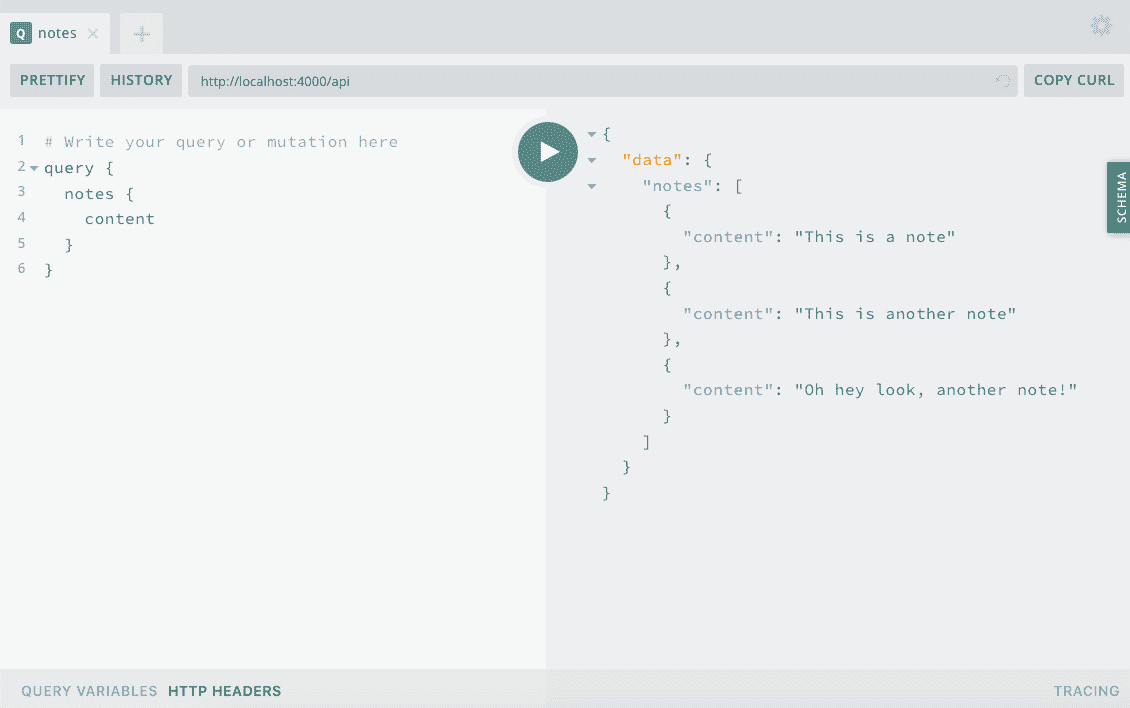 Q notes
PRETTIFY HISTORY http://localhost:4000/api COPY CURL
1 # Write your query or mutation here
2 query {
3 notes {
4 content
5 }
6 }
{
"data": {
"notes": [
{
"content": "This is a note"
},
{
"content": "This is another note"
},
{
"content": "Oh hey look, another note!"
}
]
}
}
SCHEMA
QUERY VARIABLES HTTP HEADERS TRACING